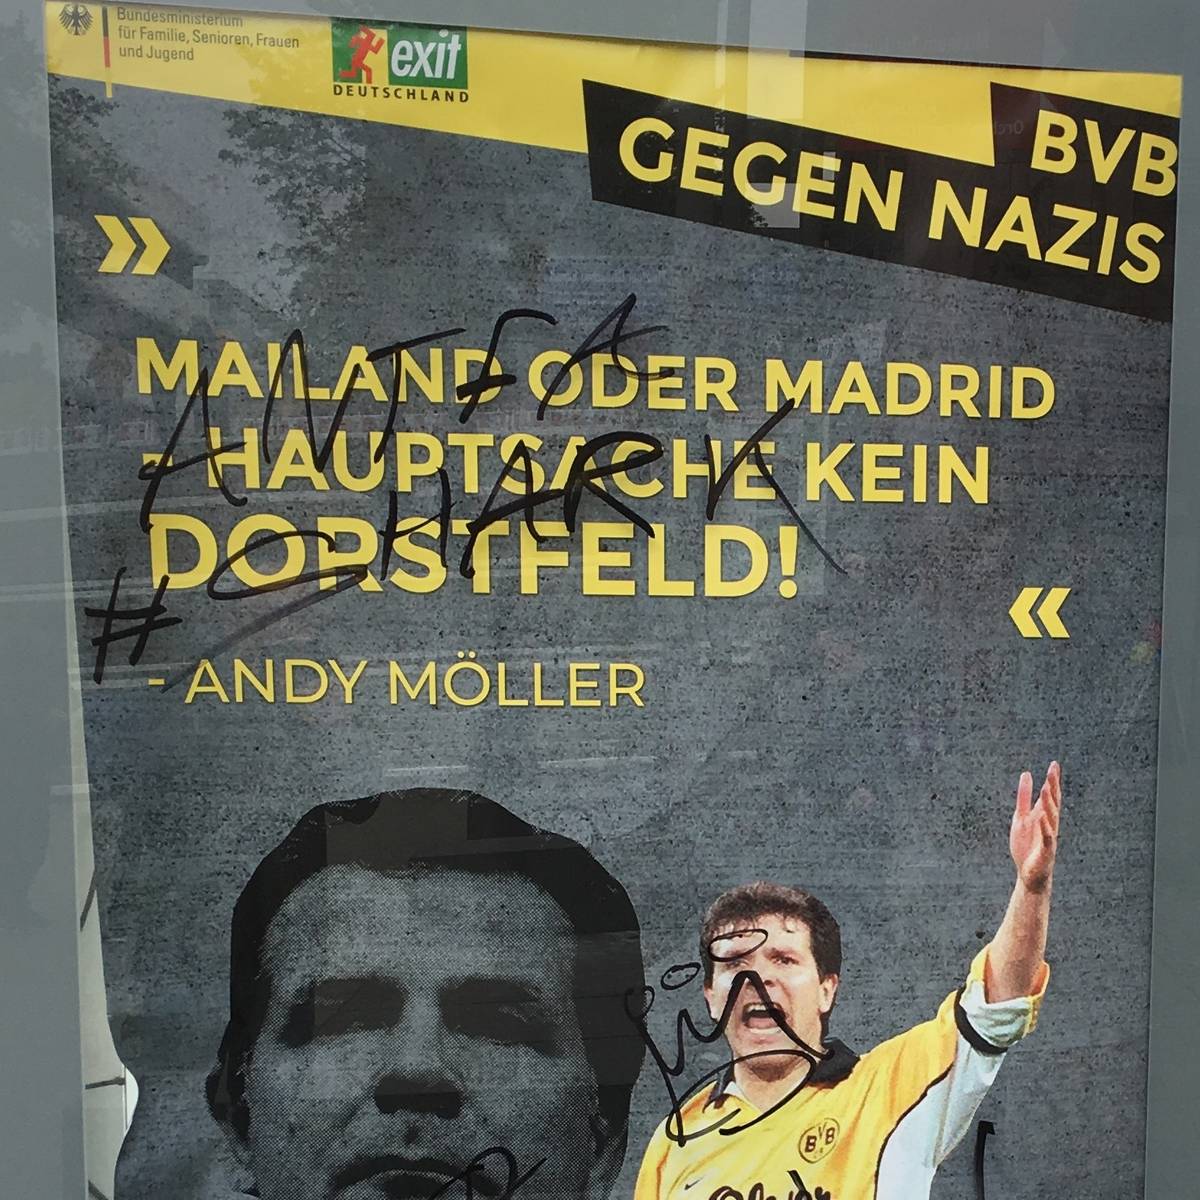 Bundesministerium
für Familie, Senioren, Frauen
und Jugend
exit
DEUTSCHLAND
BVB
GEGEN NAZIS
»
MAILAND ODER MADRID
- HAUPTSACHE KEIN
DORSTFELD!
«
- ANDY MÖLLER
ANTIFA
#SHARK
BVB